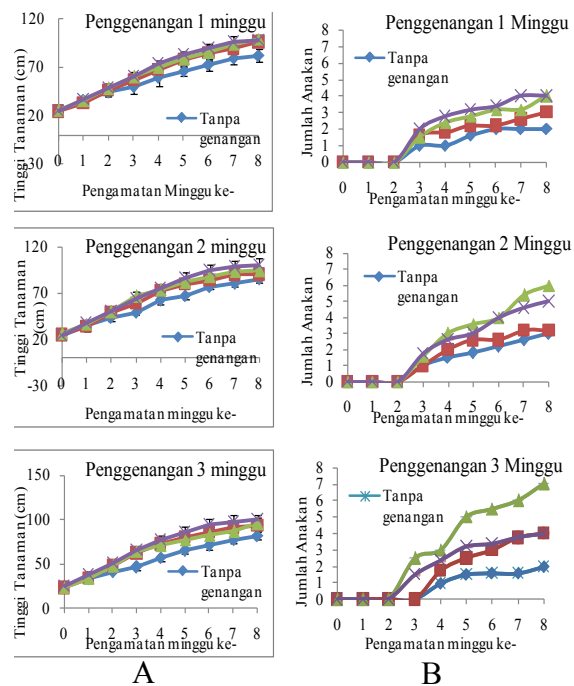 Penggenangan 1 minggu
Tinggi Tanaman (cm)
120
70
20
-30
0 1 2 3 4 5 6 7 8
Tanpa
genangan
Pengamatan Minggu ke-
Penggenangan 1 Minggu
Jumlah Anakan
8
7
6
5
4
3
2
1
0
0 1 2 3 4 5 6 7 8
Tanpa
genangan
Pengamatan minggu ke-
Penggenangan 2 minggu
Tinggi Tanaman
(cm)
120
70
20
-30
0 1 2 3 4 5 6 7 8
Tanpa
genangan
Pengamatan minggu ke-
Penggenangan 2 Minggu
Jumlah Anakan
8
7
6
5
4
3
2
1
0
0 1 2 3 4 5 6 7 8
Tanpa
genangan
Pengamatan minggu ke-
Penggenangan 3 minggu
Tinggi Tanaman (cm)
150
100
50
0
0 1 2 3 4 5 6 7 8
Tanpa
genangan
Pengamatan minggu ke-
Penggenangan 3 Minggu
Jumlah Anakan
8
7
6
5
4
3
2
1
0
0 1 2 3 4 5 6 7 8
Tanpa
genangan
Pengamatan minggu ke-
A
B